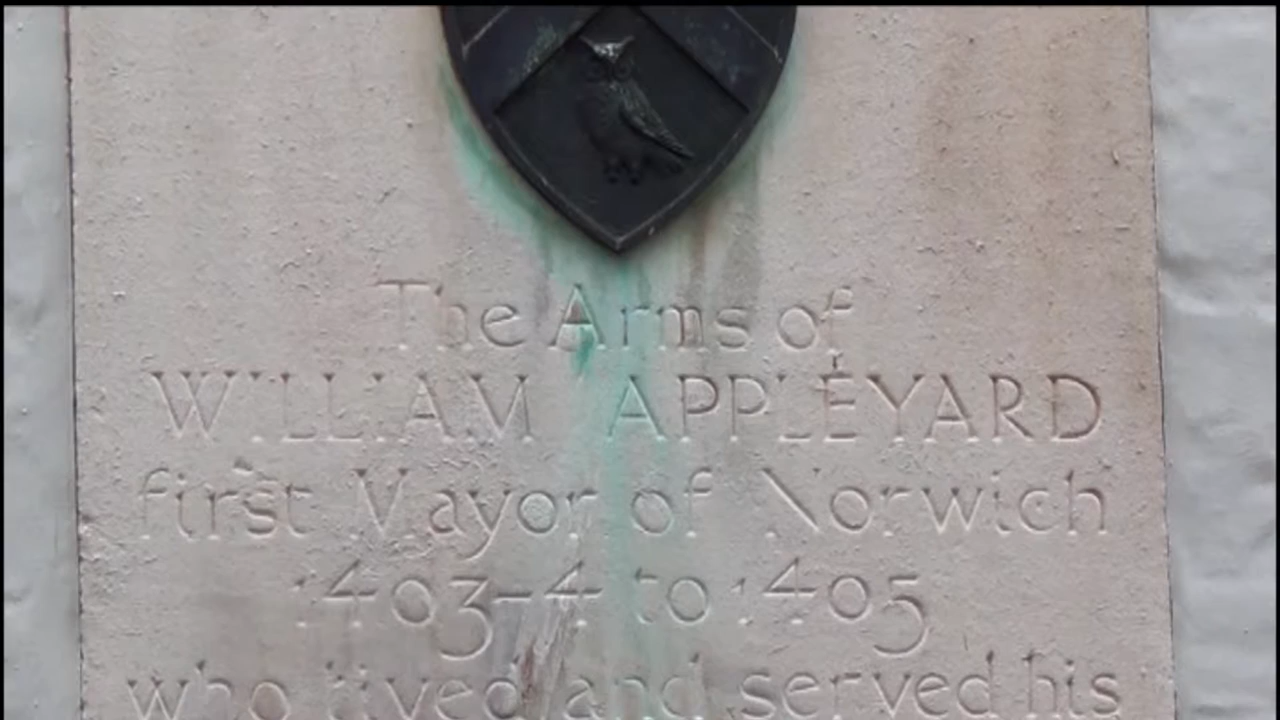 The Arms of
WILLIAM APPLEYARD
first Mayor of Norwich
1403-4 to 1405
who lived and served his